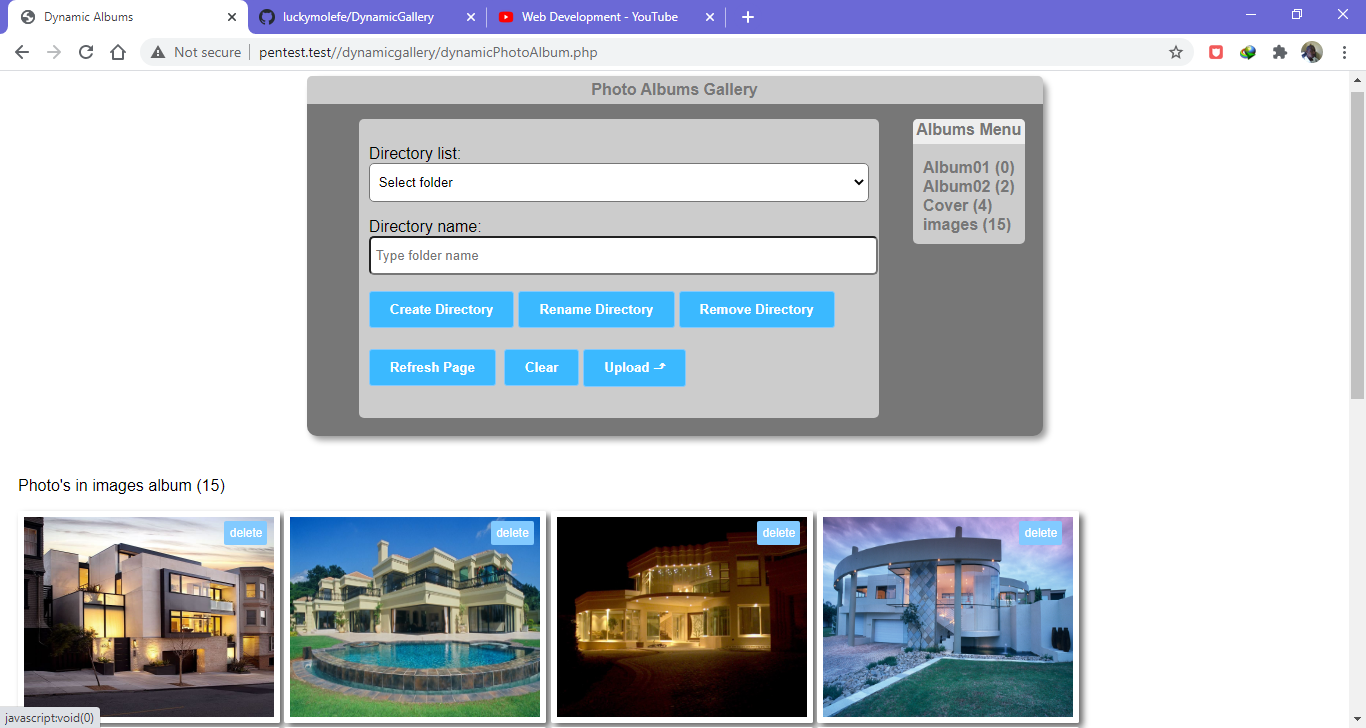 Dynamic Albums
luckymolefe/DynamicGallery
Web Development - YouTube
Not secure
pentest.test//dynamicgallery/dynamicPhotoAlbum.php
Photo Albums Gallery
Directory list:
Select folder
Directory name:
Type folder name
Create Directory
Rename Directory
Remove Directory
Refresh Page
Clear
Upload
Albums Menu
Album01 (0)
Album02 (2)
Cover (4)
images (15)
Photo's in images album (15)
delete
delete
delete
delete
javascript:void(0)